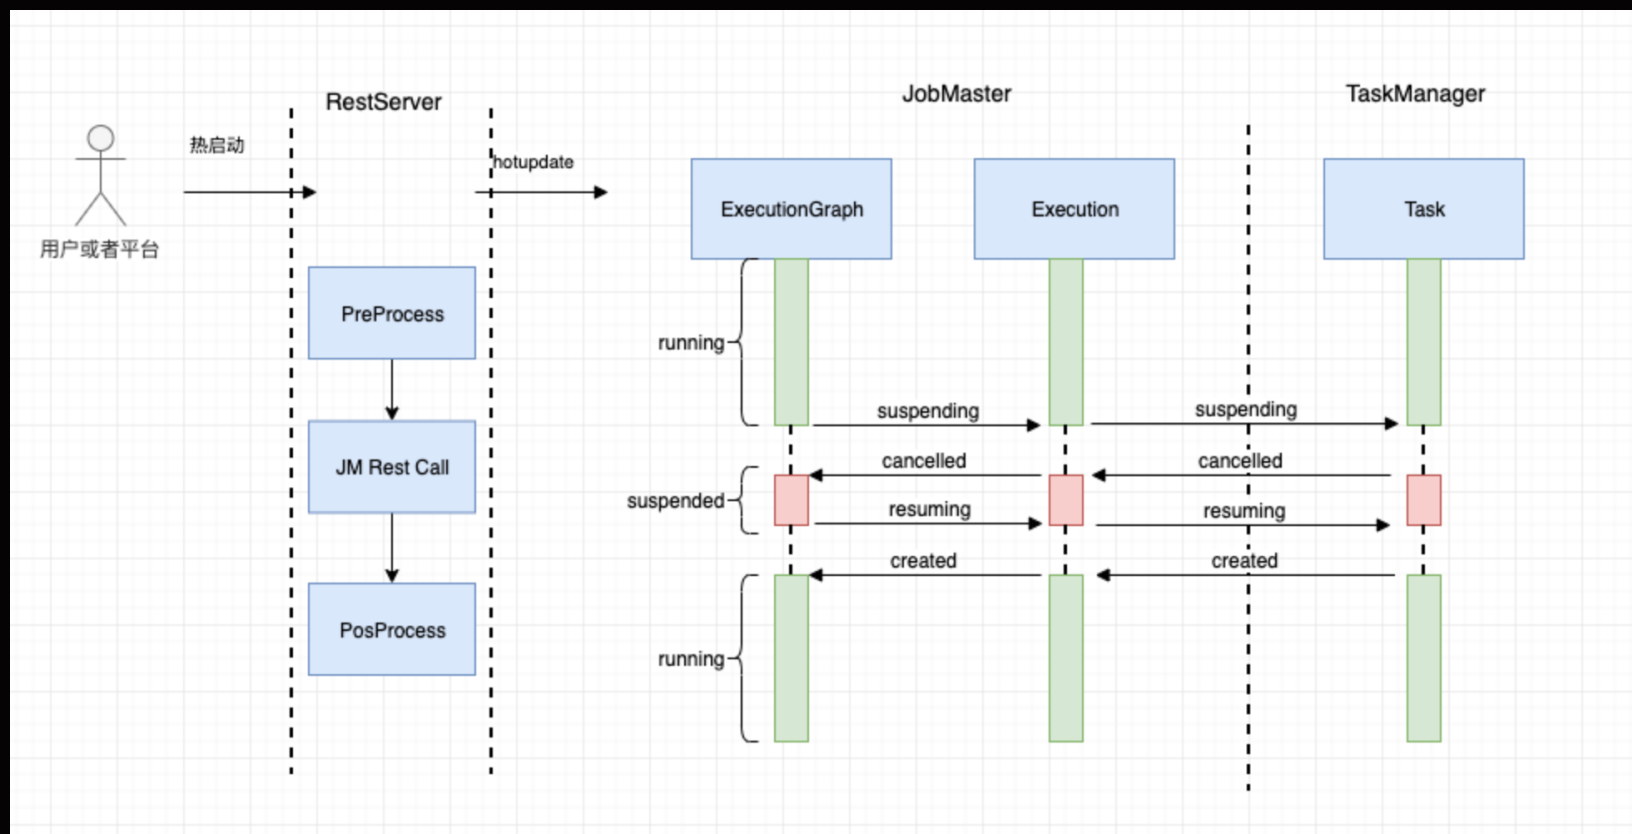 RestServer
JobMaster
TaskManager
热启动
hotupdate
用户或者平台
ExecutionGraph
Execution
Task
PreProcess
running
suspending
suspending
JM Rest Call
cancelled
cancelled
suspended
resuming
resuming
created
created
PosProcess
running